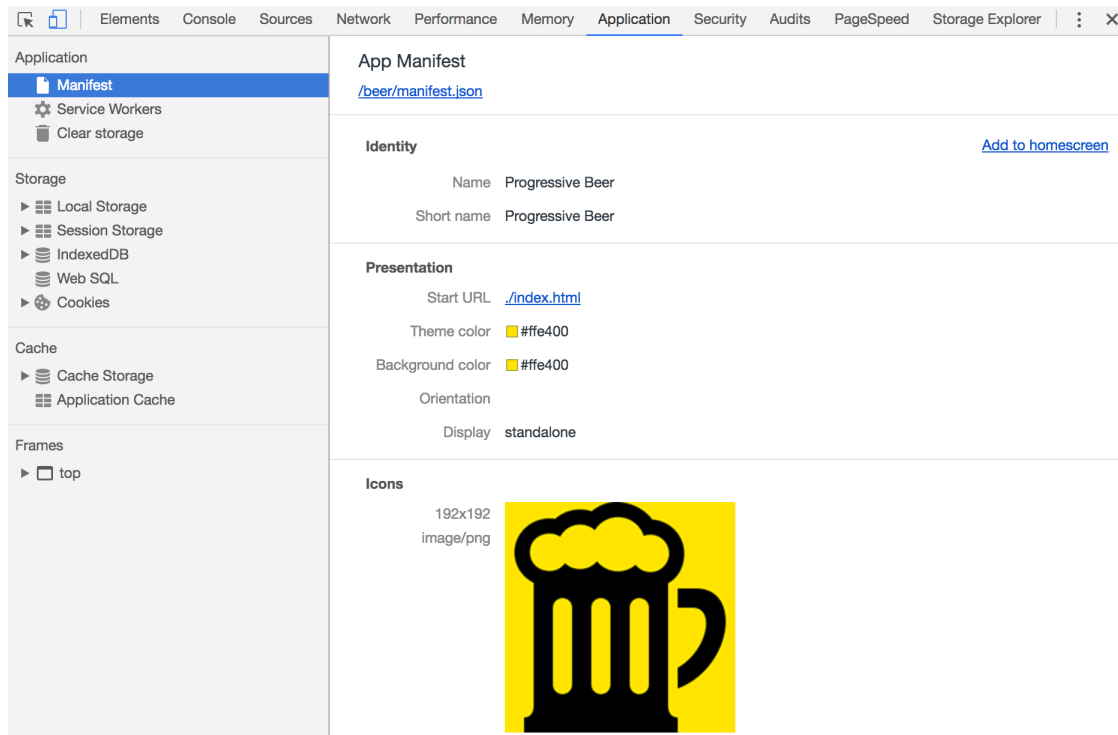 Elements Console Sources Network Performance Memory Application Security Audits PageSpeed Storage Explorer
Application
Manifest
Service Workers
Clear storage
Storage
Local Storage
Session Storage
IndexedDB
Web SQL
Cookies
Cache
Cache Storage
Application Cache
Frames
top
App Manifest
/beer/manifest.json
Identity Add to homescreen
Name Progressive Beer
Short name Progressive Beer
Presentation
Start URL ./index.html
Theme color #ffe400
Background color #ffe400
Orientation
Display standalone
Icons
192x192
image/png